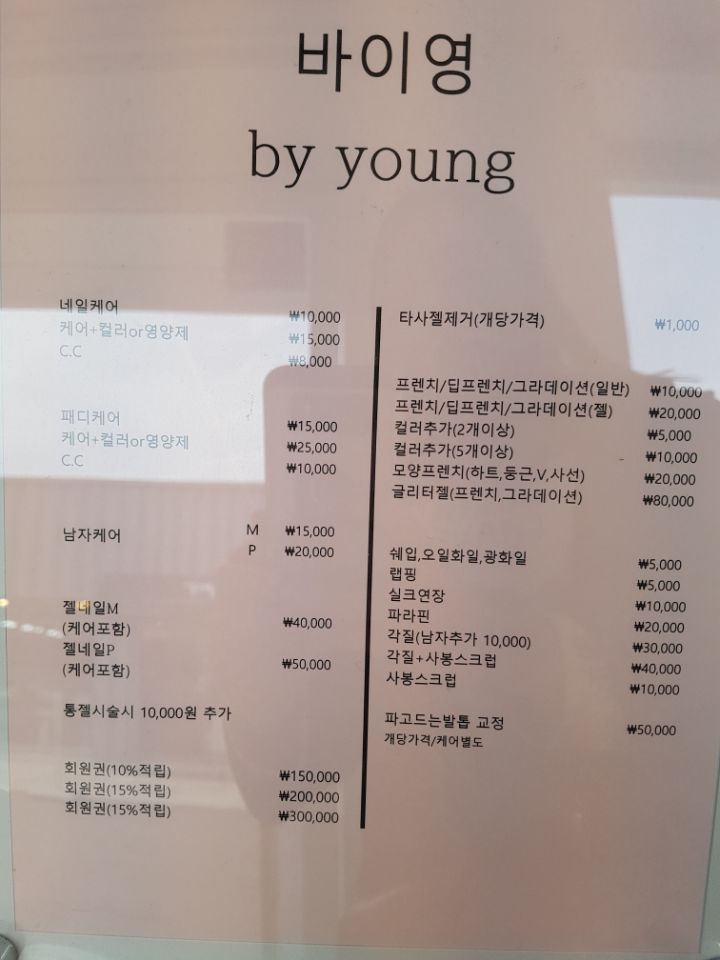 바이영
by young
네일케어 ₩10,000
케어+컬러or영양제 ₩15,000
C.C ₩8,000
패디케어 ₩15,000
케어+컬러or영양제 ₩25,000
C.C ₩10,000
남자케어 M ₩15,000
P ₩20,000
젤네일M
(케어포함) ₩40,000
젤네일P
(케어포함) ₩50,000
통젤시술시 10,000원 추가
회원권(10%적립) ₩150,000
회원권(15%적립) ₩200,000
회원권(15%적립) ₩300,000
타사젤제거(개당가격) ₩1,000
프렌치/딥프렌치/그라데이션(일반) ₩10,000
프렌치/딥프렌치/그라데이션(젤) ₩20,000
컬러추가(2개이상) ₩5,000
컬러추가(5개이상) ₩10,000
모양프렌치(하트,둥근,V,사선) ₩20,000
글리터젤(프렌치,그라데이션) ₩80,000
쉐입,오일화일,광화일 ₩5,000
랩핑 ₩5,000
실크연장 ₩10,000
파라핀 ₩20,000
각질(남자추가 10,000) ₩30,000
각질+사봉스크럽 ₩40,000
사봉스크럽 ₩10,000
파고드는발톱 교정 ₩50,000
개당가격/케어별도